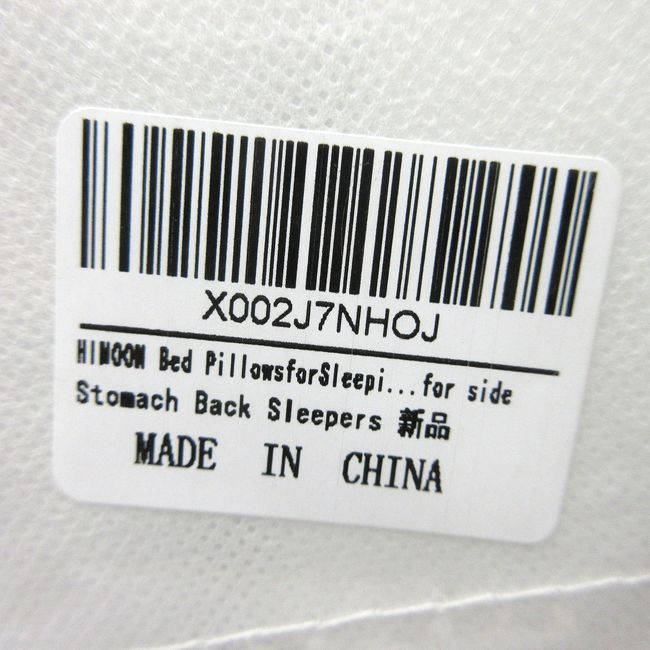 X002J7NHOJ
HIMOON Bed PillowsforSleepi...for side
Stomach Back Sleepers 新品
MADE IN CHINA